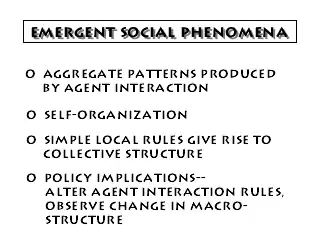 EMERGENT SOCIAL PHENOMENA
O AGGREGATE PATTERNS PRODUCED
BY AGENT INTERACTION
O SELF-ORGANIZATION
O SIMPLE LOCAL RULES GIVE RISE TO
COLLECTIVE STRUCTURE
O POLICY IMPLICATIONS--
ALTER AGENT INTERACTION RULES,
OBSERVE CHANGE IN MACRO-
STRUCTURE